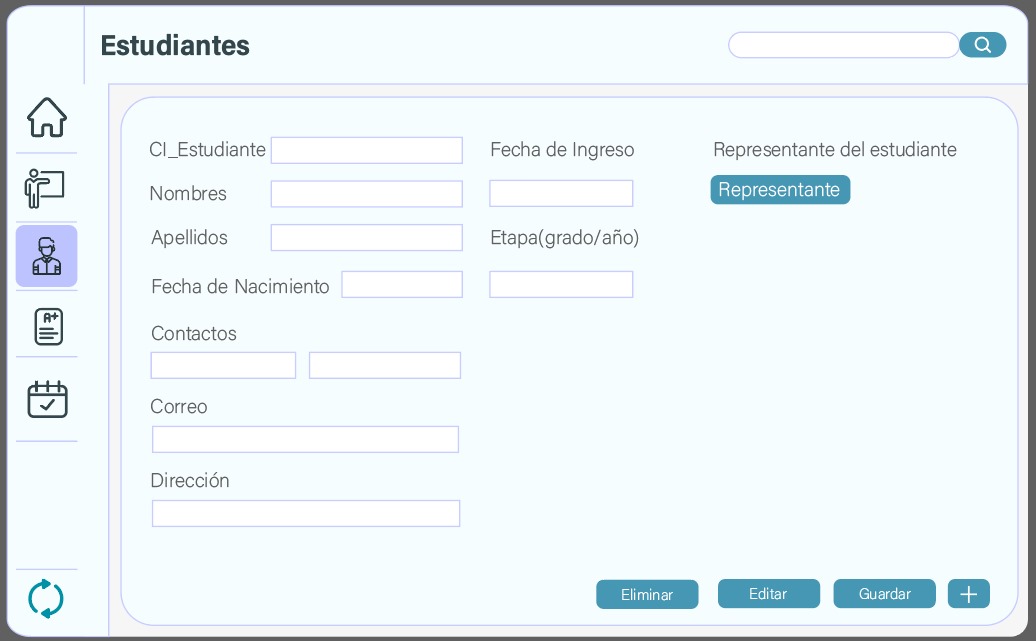 Estudiantes
CI_Estudiante
Nombres
Apellidos
Fecha de Nacimiento
Contactos
Correo
Dirección
Fecha de Ingreso
Etapa(grado/año)
Representante del estudiante
Representante
A+
Eliminar
Editar
Guardar
+